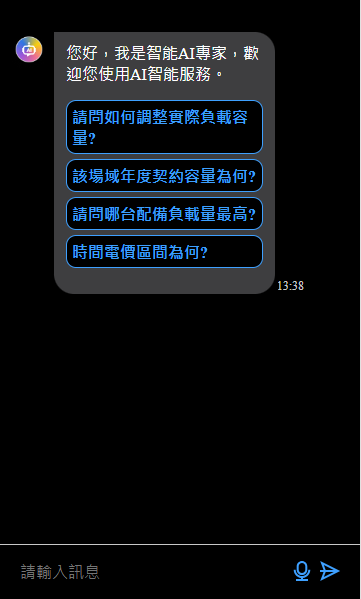 您好，我是智能AI專家，歡
迎您使用AI智能服務。
請問如何調整實際負載容
量?
該場域年度契約容量為何?
請問哪台配備負載量最高?
時間電價區間為何?
13:38
請輸入訊息